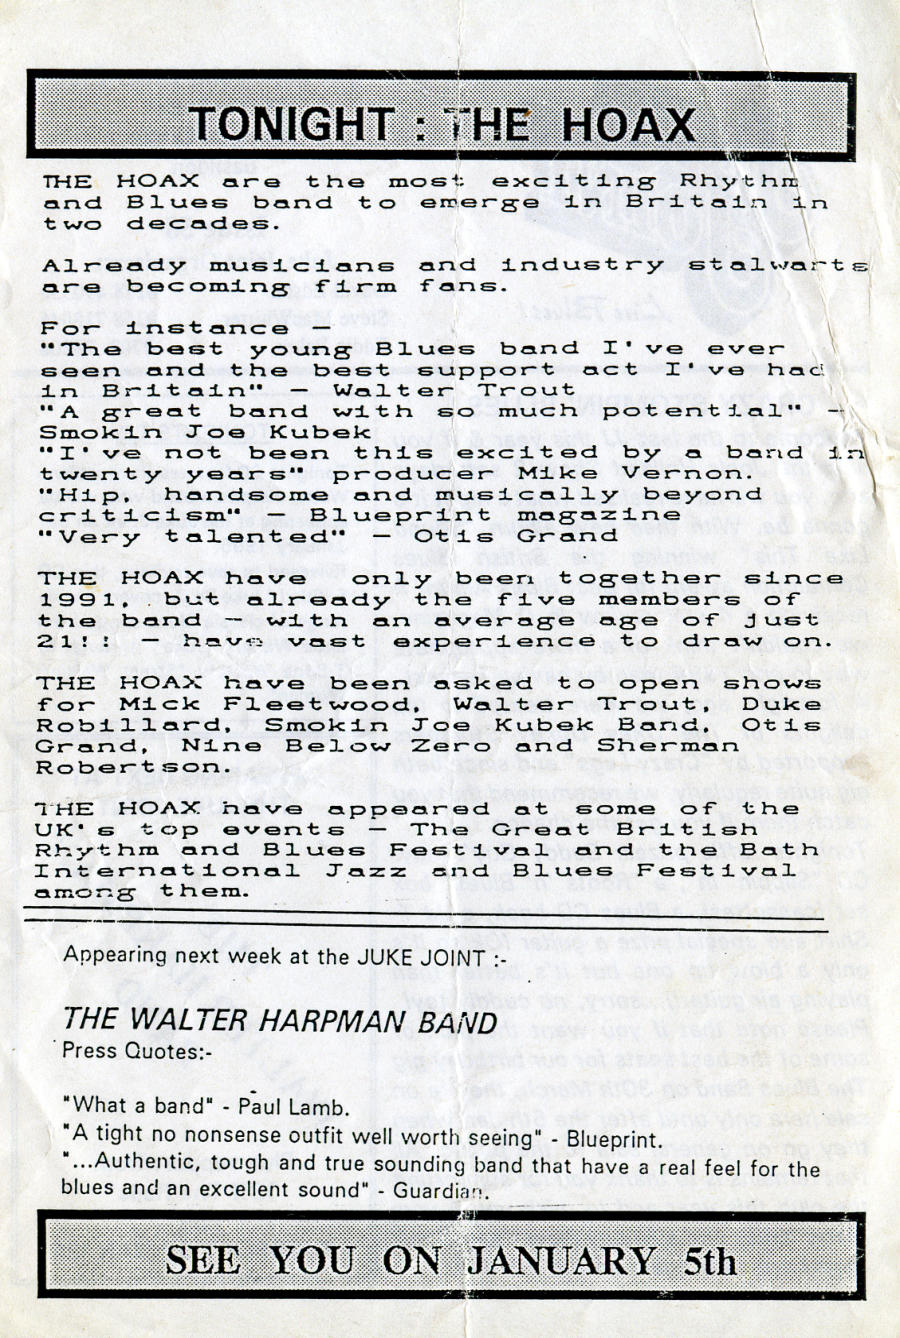 TONIGHT : THE HOAX
THE HOAX are the most exciting Rhythm
and Blues band to emerge in Britain in
two decades.
Already musicians and industry stalwarts
are becoming firm fans.
For instance -
"The best young Blues band I've ever
seen and the best support act I've had
in Britain" - Walter Trout
"A great band with so much potential" -
Smokin' Joe Kubek
"I've not been this excited by a band in
twenty years" - producer Mike Vernon.
"Hip, handsome and musically beyond
criticism" - Blueprint magazine
"Very talented" - Otis Grand
THE HOAX have only been together since
1991, but already the five members of
the band - with an average age of just
21!! - have vast experience to draw on.
THE HOAX have been asked to open shows
for Mick Fleetwood, Walter Trout, Duke
Robillard, Smokin' Joe Kubek Band, Otis
Grand, Nine Below Zero and Sherman
Robertson.
THE HOAX have appeared at some of the
UK's top events - The Great British
Rhythm and Blues Festival and the Bath
International Jazz and Blues Festival
among them.
Appearing next week at the JUKE JOINT :-
THE WALTER HARPMAN BAND
Press Quotes:-
"What a band" - Paul Lamb.
"A tight no nonsense outfit well worth seeing" - Blueprint.
"...Authentic, tough and true sounding band that have a real feel for the
blues and an excellent sound" - Guardian.
SEE YOU ON JANUARY 5th